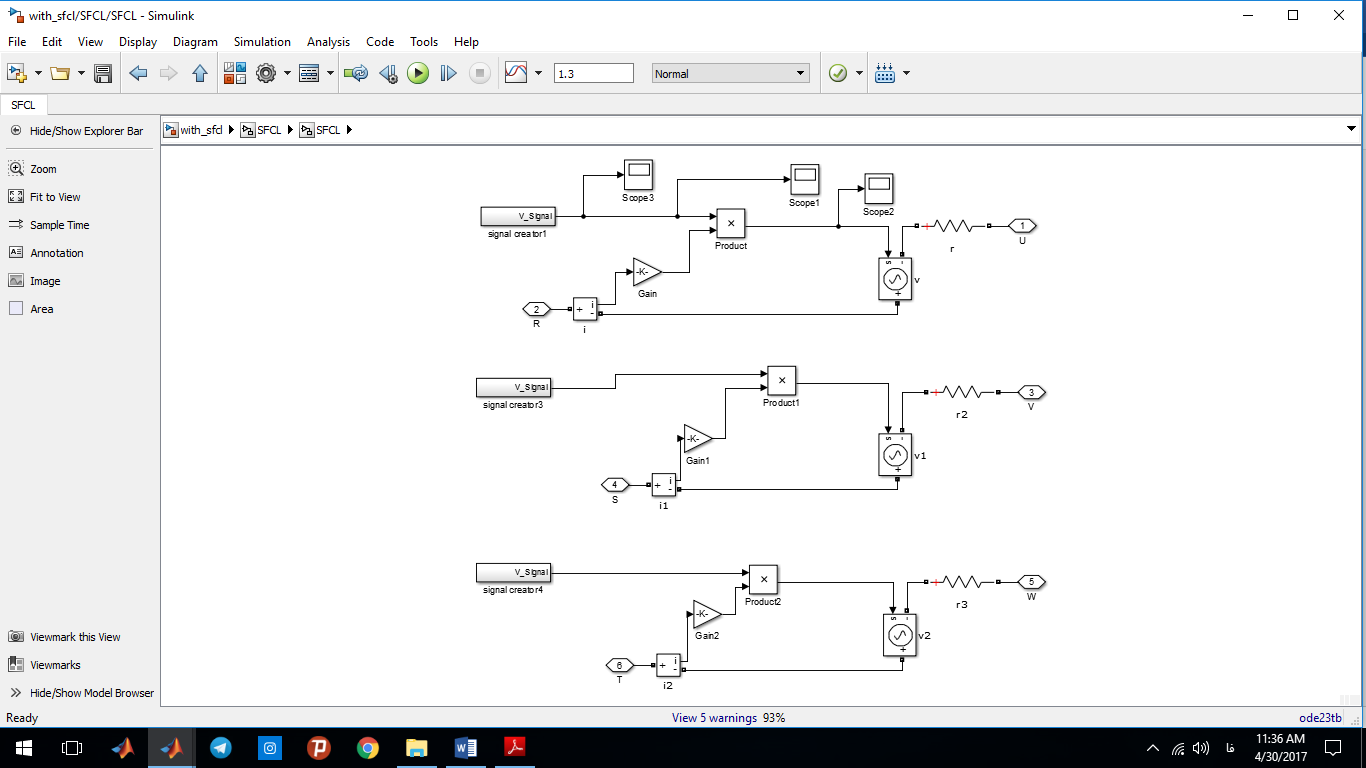 with_sfcl/SFCL/SFCL - Simulink
File Edit View Display Diagram Simulation Analysis Code Tools Help
1.3 Normal
SFCL
Hide/Show Explorer Bar
with_sfcl SFCL SFCL
Zoom
Fit to View
Sample Time
Annotation
Image
Area
Viewmark this View
Viewmarks
Hide/Show Model Browser
Scope3
Scope1
Scope2
V_Signal
signal creator1
×
Product
r
1
U
-K-
Gain
s -
v
+
2
R
+ i -
i
V_Signal
signal creator3
×
Product1
r2
3
V
-K-
Gain1
s -
v1
+
4
S
+ i -
i1
V_Signal
signal creator4
×
Product2
r3
5
W
-K-
Gain2
s -
v2
+
6
T
+ i -
i2
Ready View 5 warnings 93% ode23tb
فا
11:36 AM
4/30/2017